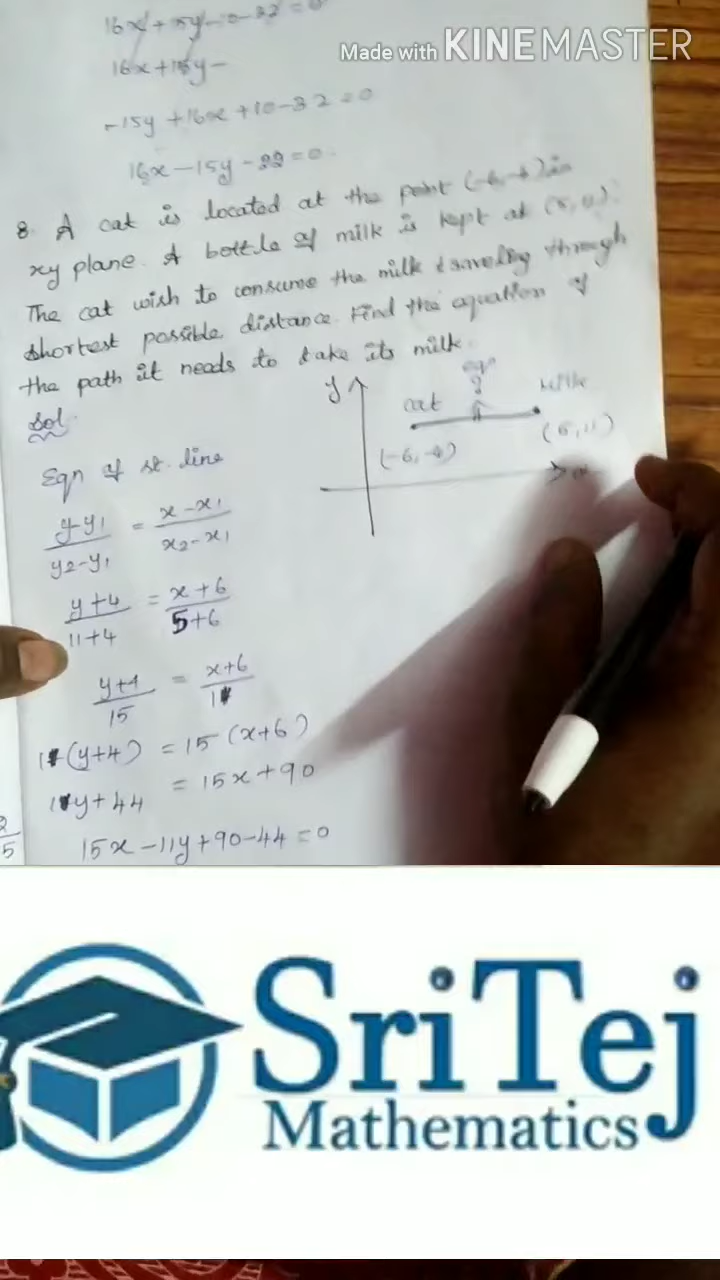 Made with KINEMASTER
16x + 15y - 10 - 32 = 0
16x + 15y -
-15y + 16x + 10 - 32 = 0
16x - 15y - 22 = 0.
8. A cat is located at the point (-6, -4) in
xy plane. A bottle of milk is kept at (5, 11).
The cat wish to consume the milk traveling through
shortest possible distance. Find the equation of
the path it needs to take its milk.
Sol
y
cat
eqn
?
Milk
(-6, -4)
(5, 11)
x
Eqn of st. line
y-y1 / y2-y1 = x-x1 / x2-x1
y+4 / 11+4 = x+6 / 5+6
y+4 / 15 = x+6 / 11
11(y+4) = 15(x+6)
11y + 44 = 15x + 90
15x - 11y + 90 - 44 = 0
2/5
SriTej
Mathematics